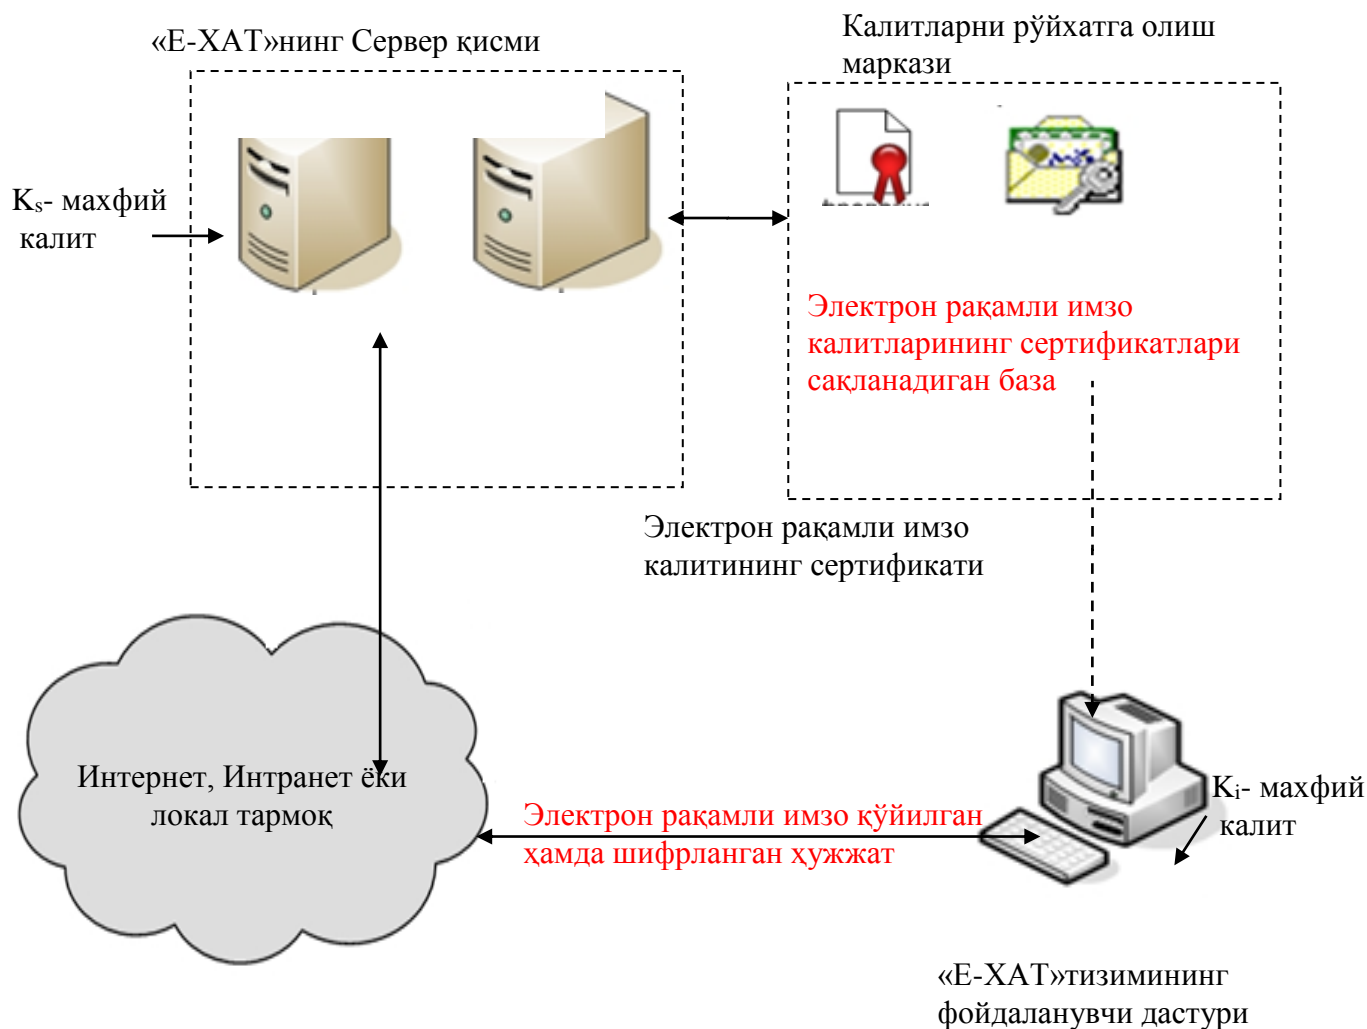 «Е-ХАТ»нинг Сервер қисми
Калитларни рўйхатга олиш
маркази
Ks- махфий
калит
Электрон рақамли имзо
калитларининг сертификатлари
сақланадиган база
Электрон рақамли имзо
калитининг сертификати
Интернет, Интранет ёки
локал тармоқ
Электрон рақамли имзо қўйилган
ҳамда шифрланган ҳужжат
Ki- махфий
калит
«Е-ХАТ»тизимининг
фойдаланувчи дастури